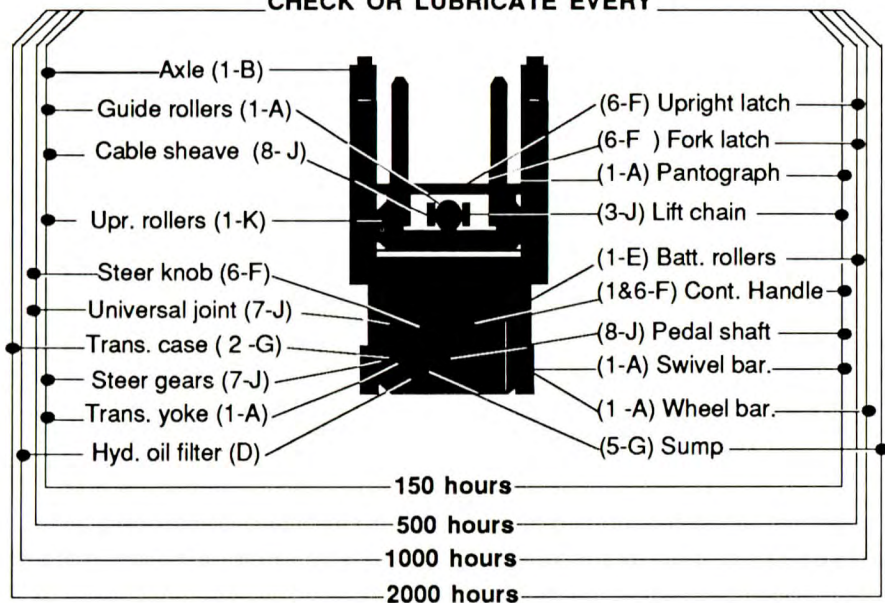 CHECK OR LUBRICATE EVERY
Axle (1-B)
Guide rollers (1-A)
Cable sheave (8- J)
Upr. rollers (1-K)
Steer knob (6-F)
Universal joint (7-J)
Trans. case ( 2 -G)
Steer gears (7-J)
Trans. yoke (1-A)
Hyd. oil filter (D)
(6-F) Upright latch
(6-F ) Fork latch
(1-A) Pantograph
(3-J) Lift chain
(1-E) Batt. rollers
(1&6-F) Cont. Handle
(8-J) Pedal shaft
(1-A) Swivel bar.
(1 -A) Wheel bar.
(5-G) Sump
150 hours
500 hours
1000 hours
2000 hours